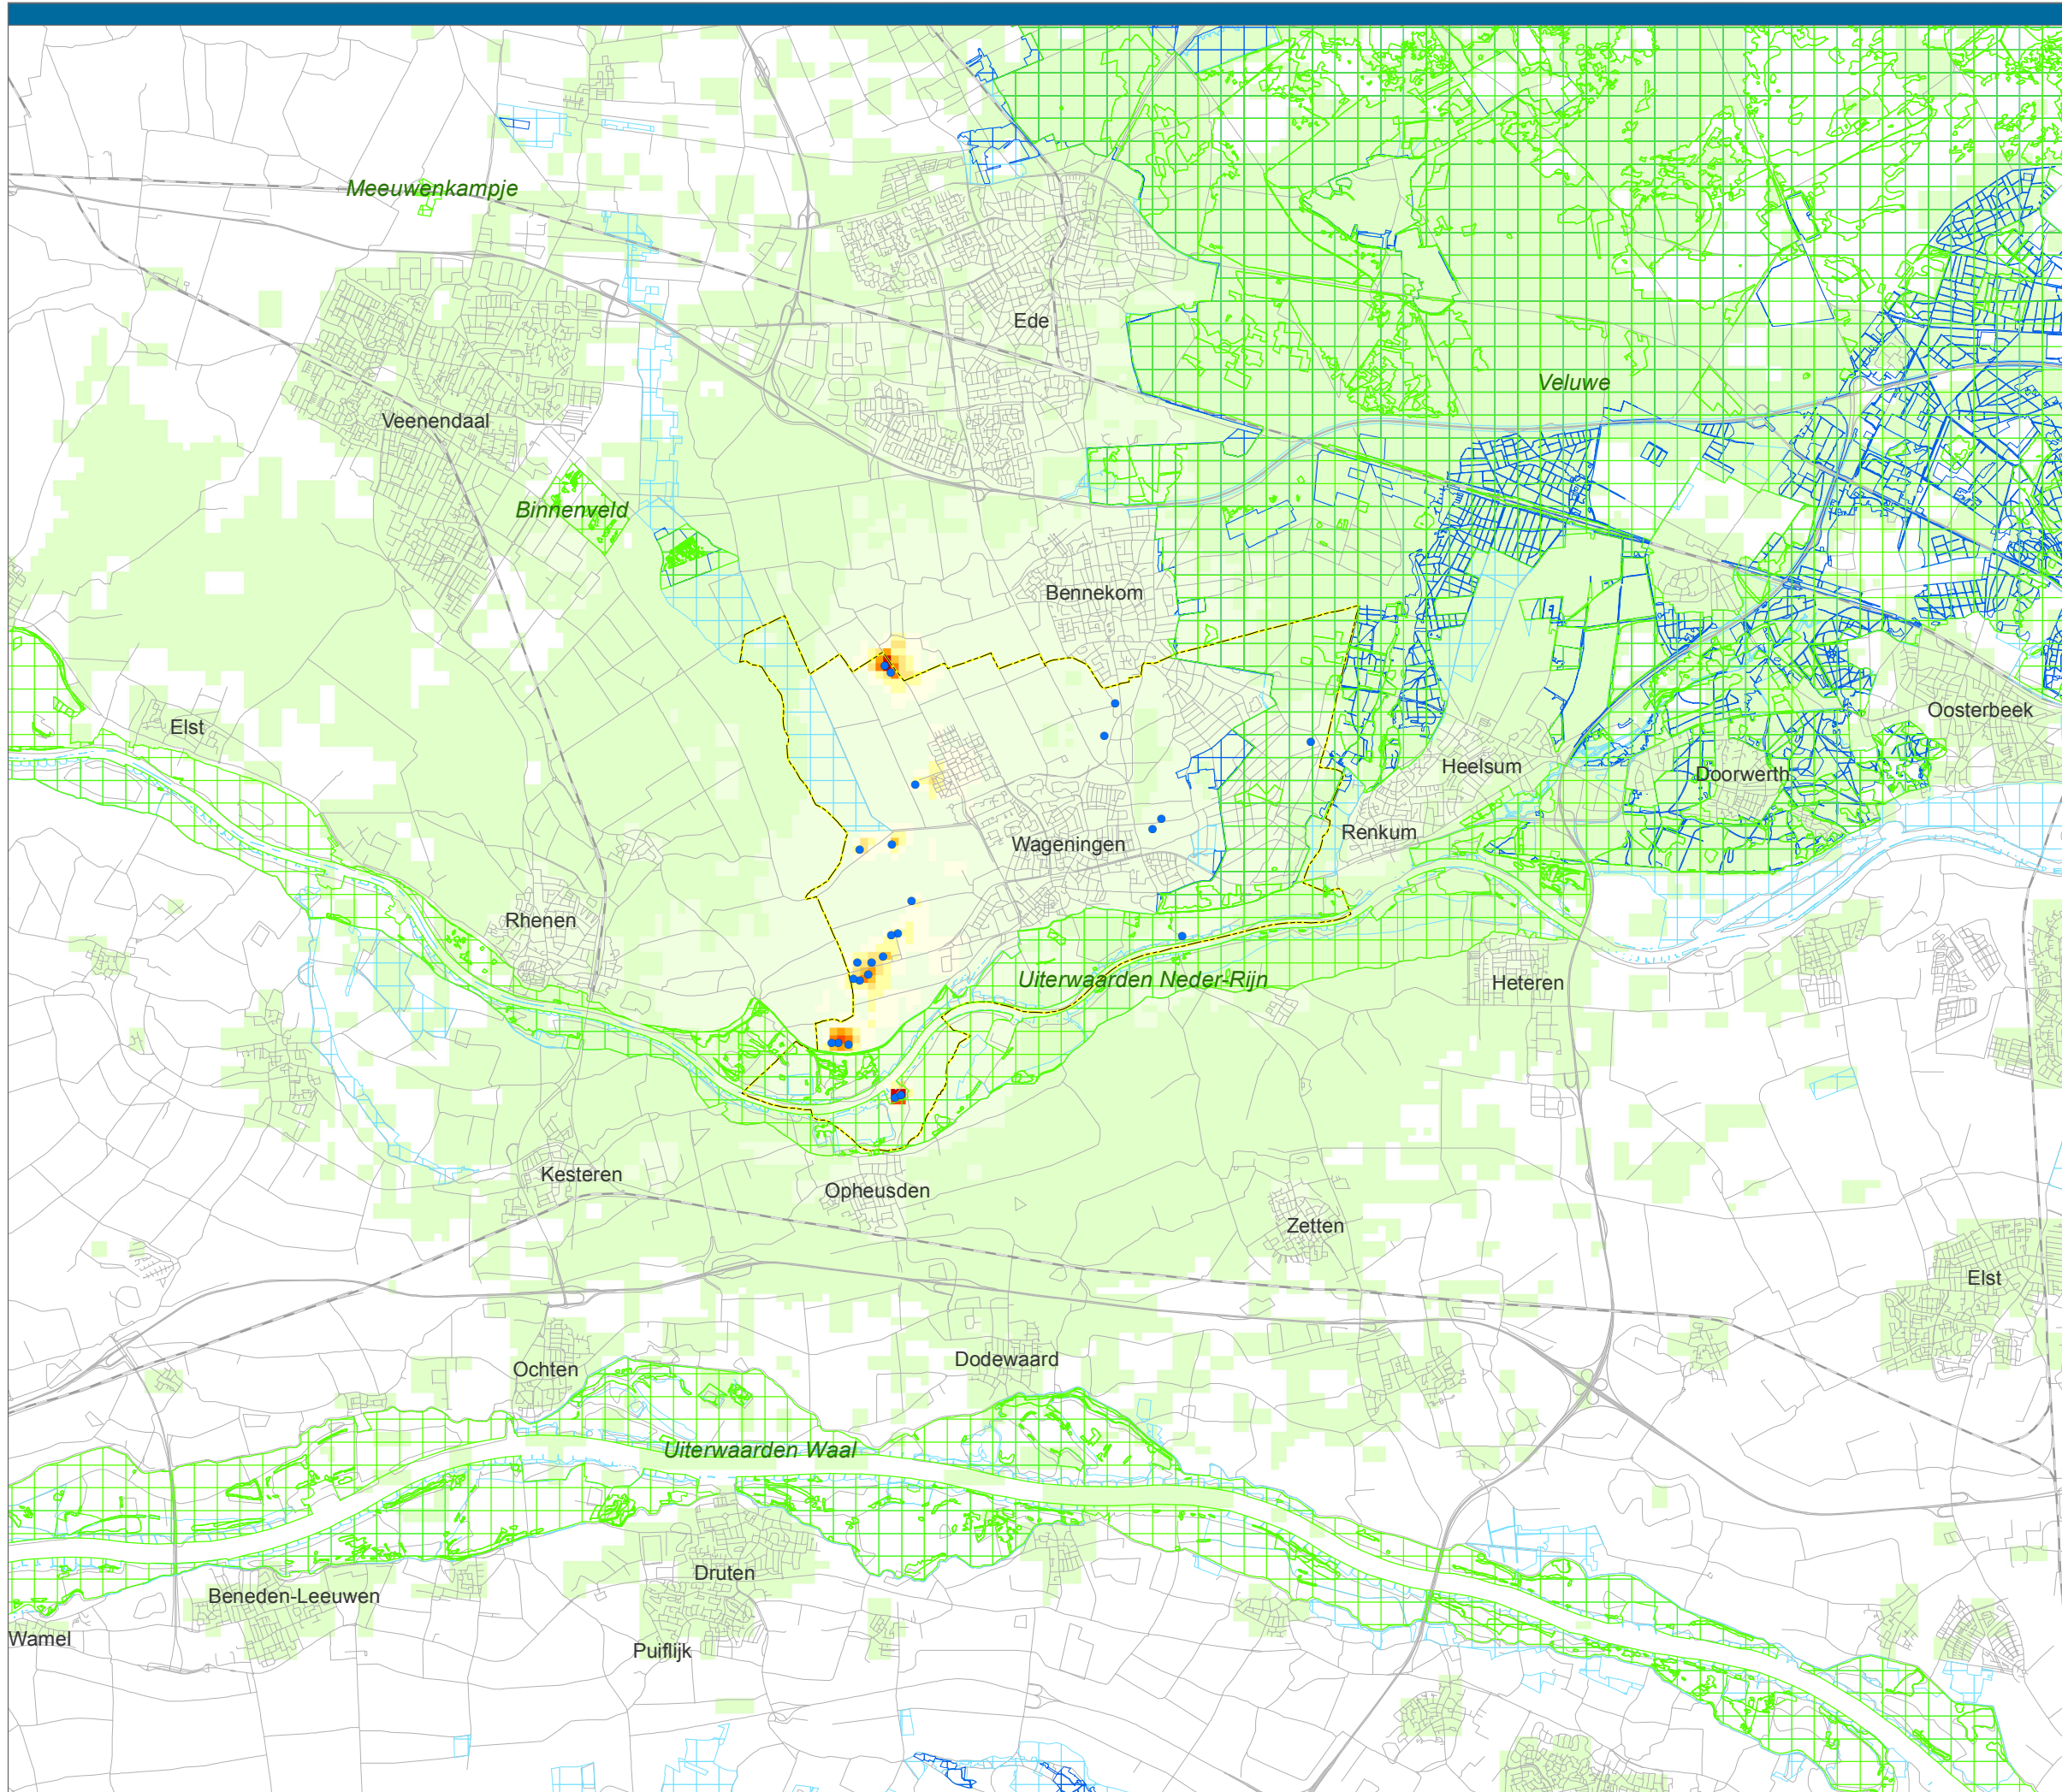 Meeuwenkampje
Ede
Veluwe
Veenendaal
Binnenveld
Bennekom
Elst
Oosterbeek
Heelsum
Doorwerth
Renkum
Wageningen
Rhenen
Uiterwaarden Neder-Rijn
Heteren
Kesteren
Opheusden
Zetten
Elst
Dodewaard
Ochten
Uiterwaarden Waal
Druten
Beneden-Leeuwen
Wamel
Puiflijk